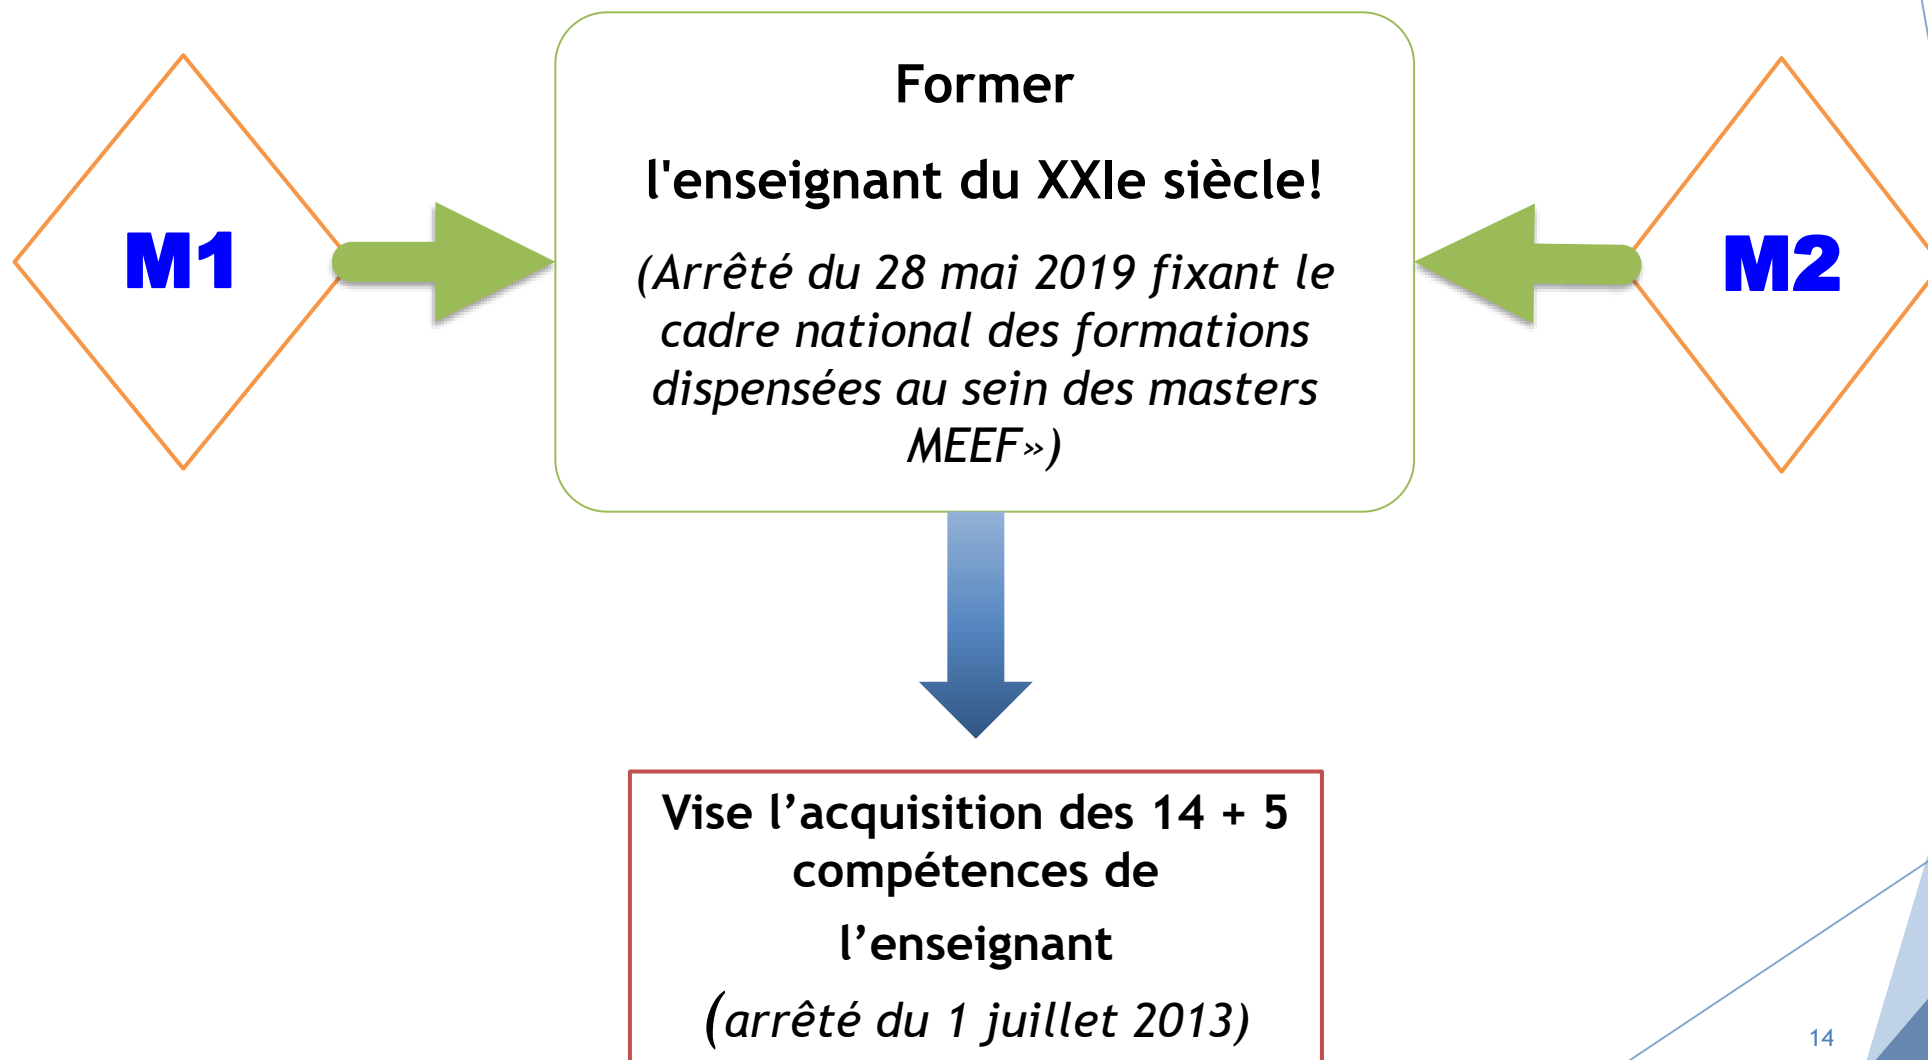 M1
Former
l'enseignant du XXIe siècle!
(Arrêté du 28 mai 2019 fixant le
cadre national des formations
dispensées au sein des masters
MEEF»)
M2
Vise l’acquisition des 14 + 5
compétences de
l’enseignant
(arrêté du 1 juillet 2013)
14